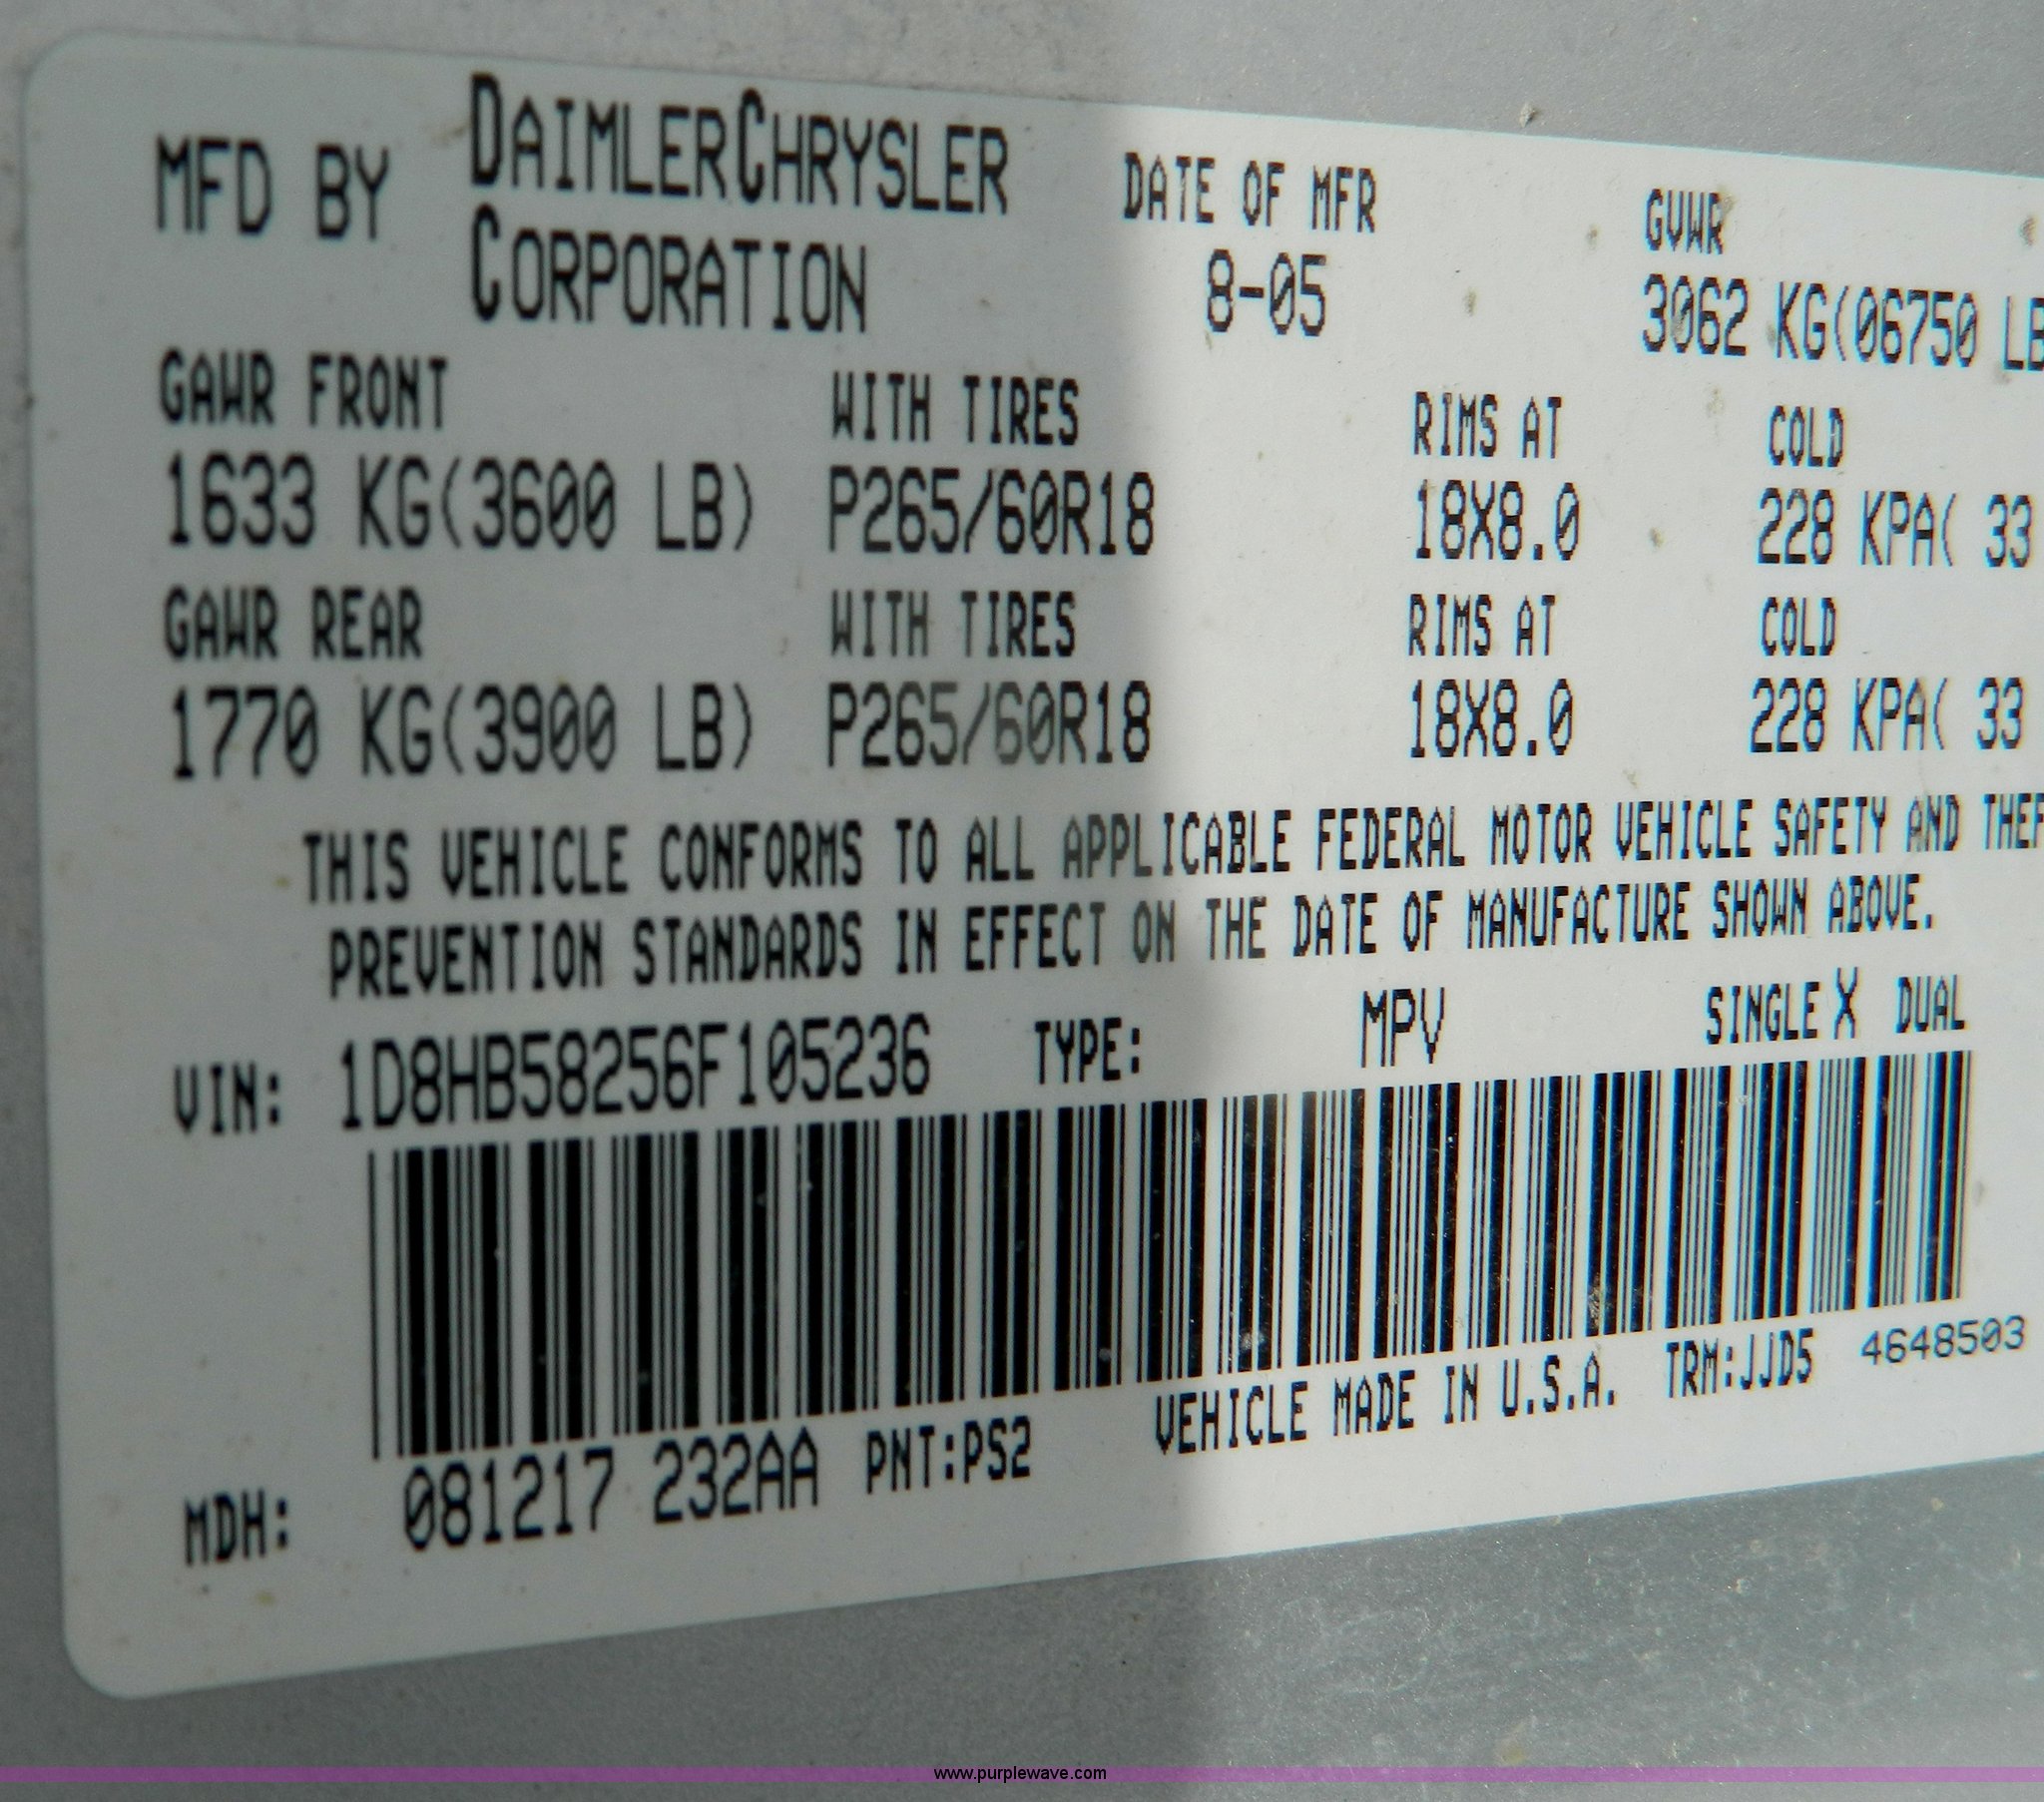 MFD BY DAIMLERCHRYSLER CORPORATION
DATE OF MFR
8-05
GVWR
3062 KG(06750 LB
GAWR FRONT WITH TIRES RIMS AT COLD
1633 KG(3600 LB) P265/60R18 18X8.0 228 KPA( 33
GAWR REAR WITH TIRES RIMS AT COLD
1770 KG(3900 LB) P265/60R18 18X8.0 228 KPA( 33
THIS VEHICLE CONFORMS TO ALL APPLICABLE FEDERAL MOTOR VEHICLE SAFETY AND THEF
PREVENTION STANDARDS IN EFFECT ON THE DATE OF MANUFACTURE SHOWN ABOVE.
VIN: 1D8HB58256F105236 TYPE: MPV SINGLE X DUAL
MDH: 081217 232AA PNT:PS2 VEHICLE MADE IN U.S.A. TRM:JJD5 4648503
www.purplewave.com